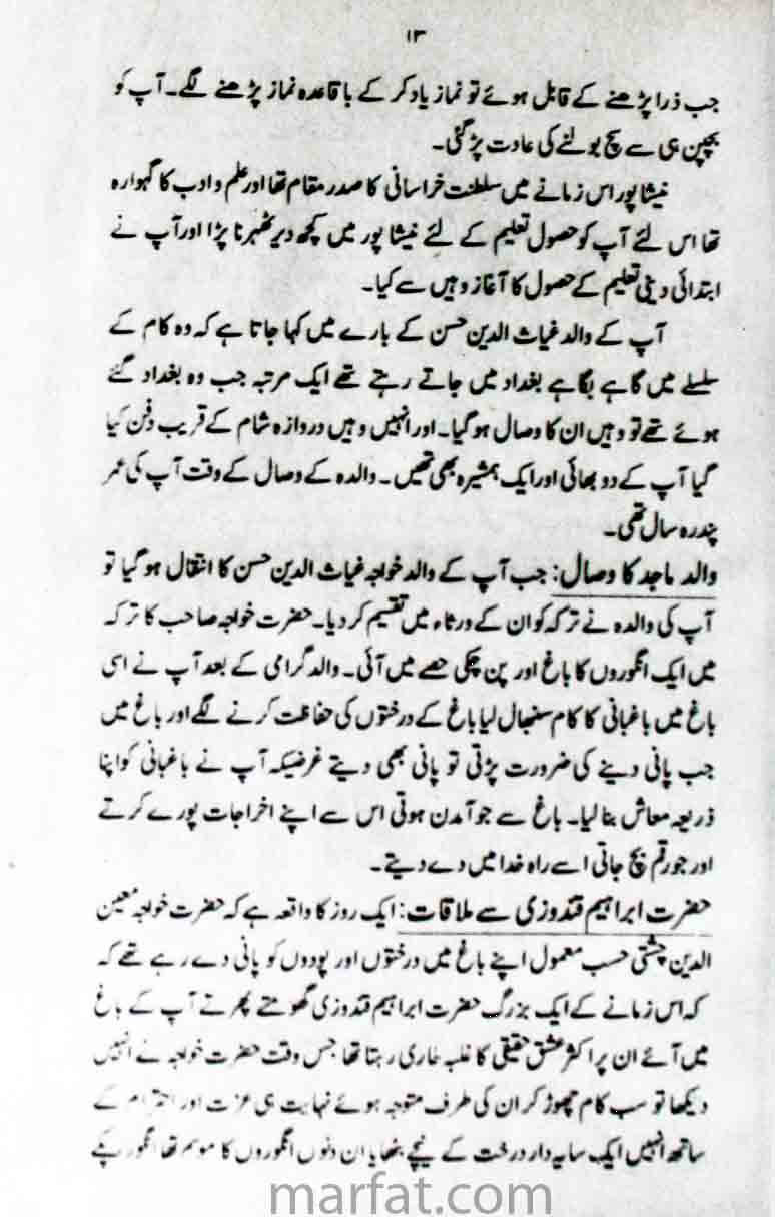 ۱۳
جب ذرا پڑھنے کے قابل ہوئے تو نماز یاد کر کے باقاعدہ نماز پڑھنے لگے۔ آپ کو
بچپن ہی سے سچ بولنے کی عادت پڑ گئی۔
نیشاپور اس زمانے میں سلطنت خراسانی کا صدر مقام تھا اور علم و ادب کا گہوارہ
تھا اس لئے آپ کو حصول تعلیم کے لئے نیشا پور میں کچھ دیر ٹھہرنا پڑا اور آپ نے
ابتدائی دینی تعلیم کے حصول کا آغاز وہیں سے کیا۔
آپ کے والد غیاث الدین حسن کے بارے میں کہا جاتا ہے کہ وہ کام کے
سلسلے میں گاہے بگاہے بغداد میں جاتے رہتے تھے ایک مرتبہ جب وہ بغداد گئے
ہوئے تھے تو وہیں ان کا وصال ہو گیا۔ اور انہیں وہیں دروازہ شام کے قریب دفن کیا
گیا آپ کے دو بھائی اور ایک ہمشیرہ بھی تھیں۔ والدہ کے وصال کے وقت آپ کی عمر
پندرہ سال تھی۔
والد ماجد کا وصال: جب آپ کے والد خواجہ غیاث الدین حسن کا انتقال ہو گیا تو
آپ کی والدہ نے ترکہ کو ان کے ورثاء میں تقسیم کر دیا۔ حضرت خواجہ صاحب کا ترکہ
میں ایک انگوروں کا باغ اور پن چکی حصے میں آئی۔ والد گرامی کے بعد آپ نے اسی
باغ میں باغبانی کا کام سنبھال لیا باغ کے درختوں کی حفاظت کرنے لگے اور باغ میں
جب پانی دینے کی ضرورت پڑتی تو پانی بھی دیتے غرضیکہ آپ نے باغبانی کو اپنا
ذریعہ معاش بنا لیا۔ باغ سے جو آمدن ہوتی اس سے اپنے اخراجات پورے کرتے
اور جو رقم بچ جاتی اسے راہ خدا میں دے دیتے۔
حضرت ابراہیم قندوزی سے ملاقات: ایک روز کا واقعہ ہے کہ حضرت خواجہ معین
الدین چشتی حسب معمول اپنے باغ میں درختوں اور پودوں کو پانی دے رہے تھے کہ
کہ اس زمانے کے ایک بزرگ حضرت ابراہیم قندوزی گھومتے پھرتے آپ کے باغ
میں آئے ان پر اکثر عشق حقیقی کا غلبہ طاری رہتا تھا جس وقت حضرت خواجہ نے انہیں
دیکھا تو سب کام چھوڑ کر ان کی طرف متوجہ ہوئے نہایت ہی عزت اور احترام کے
ساتھ انہیں ایک سایہ دار درخت کے نیچے بٹھایا ان دنوں انگوروں کا موسم تھا انگور پکے
marfat.com